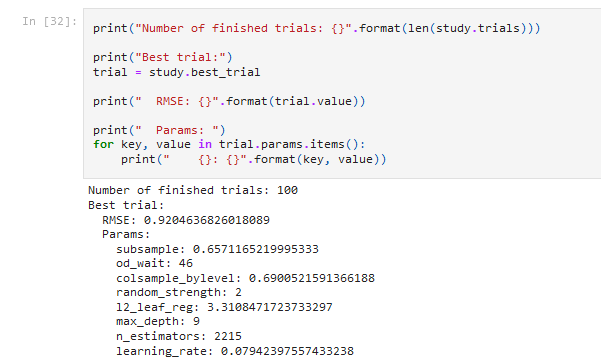 In [32]:
print("Number of finished trials: {}".format(len(study.trials)))
print("Best trial:")
trial = study.best_trial
print("  RMSE: {}".format(trial.value))
print("  Params: ")
for key, value in trial.params.items():
    print("    {}: {}".format(key, value))
Number of finished trials: 100
Best trial:
  RMSE: 0.9204636826018089
  Params:
    subsample: 0.6571165219995333
    od_wait: 46
    colsample_bylevel: 0.6900521591366188
    random_strength: 2
    l2_leaf_reg: 3.3108471723733297
    max_depth: 9
    n_estimators: 2215
    learning_rate: 0.07942397557433238